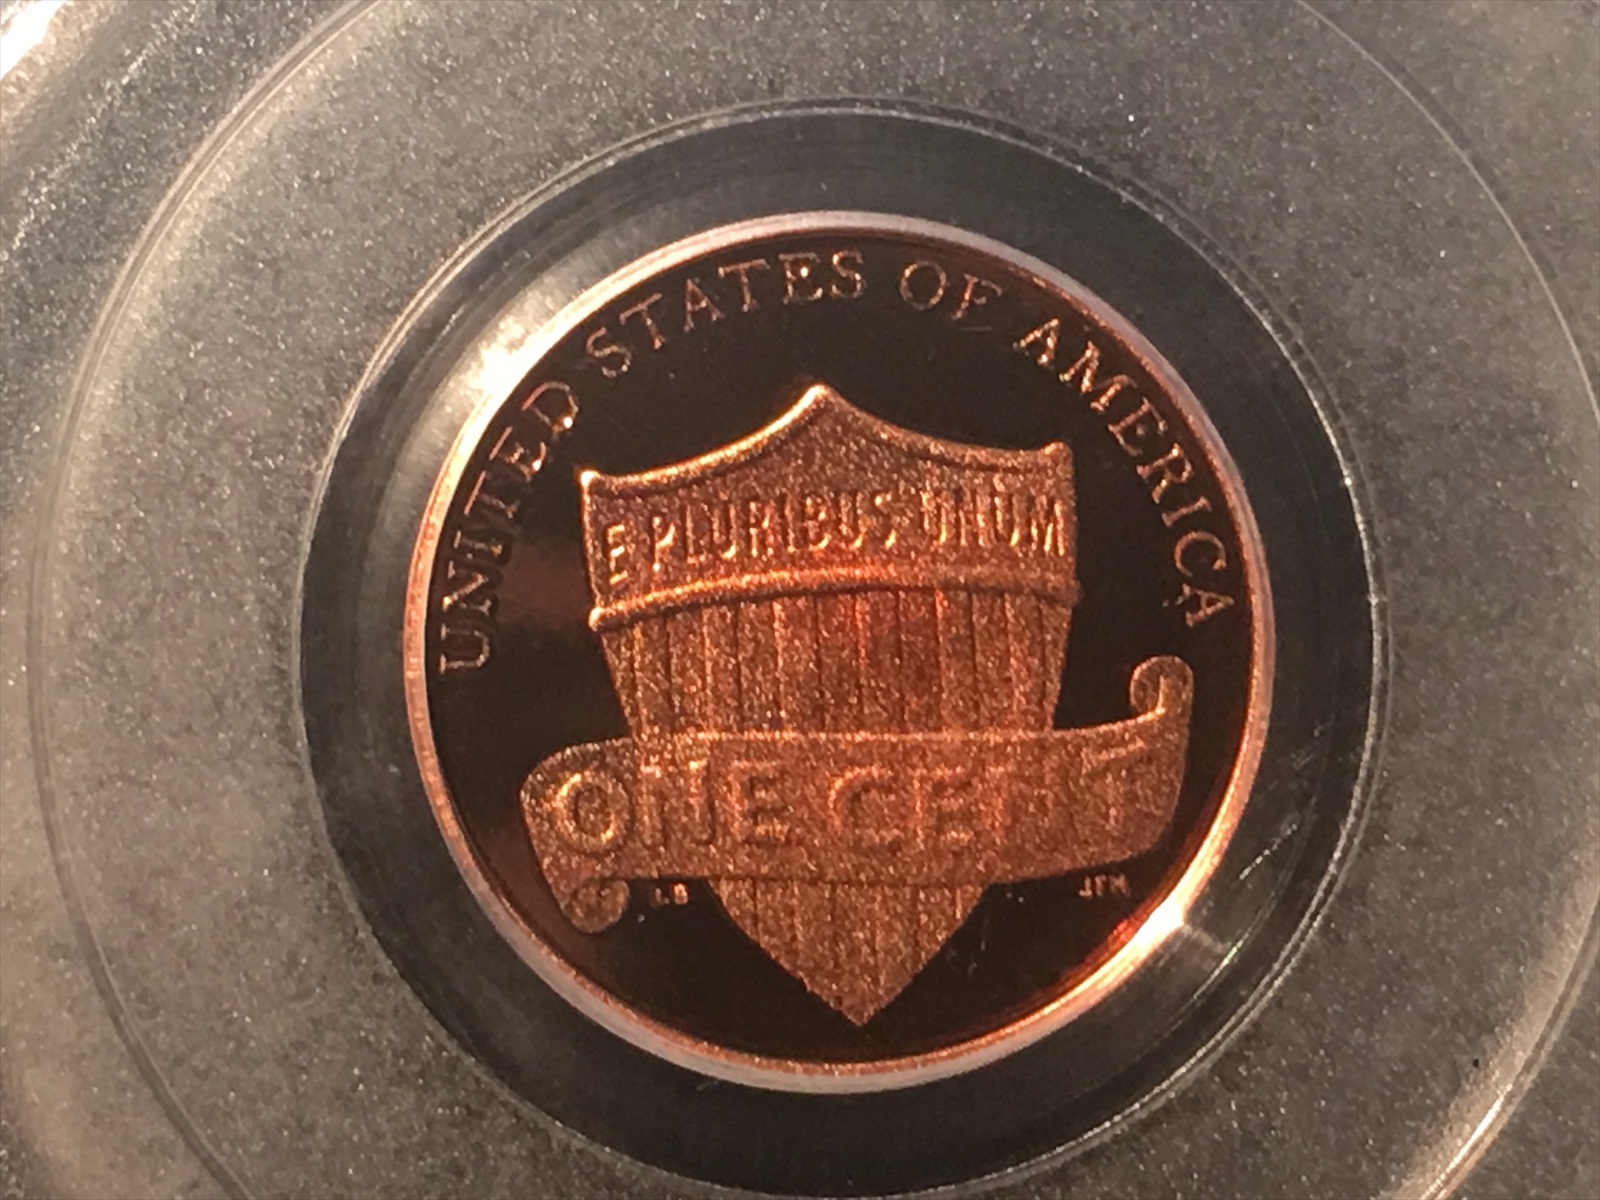 UNITED STATES OF AMERICA
E PLURIBUS UNUM
ONE CENT
LB
JFM